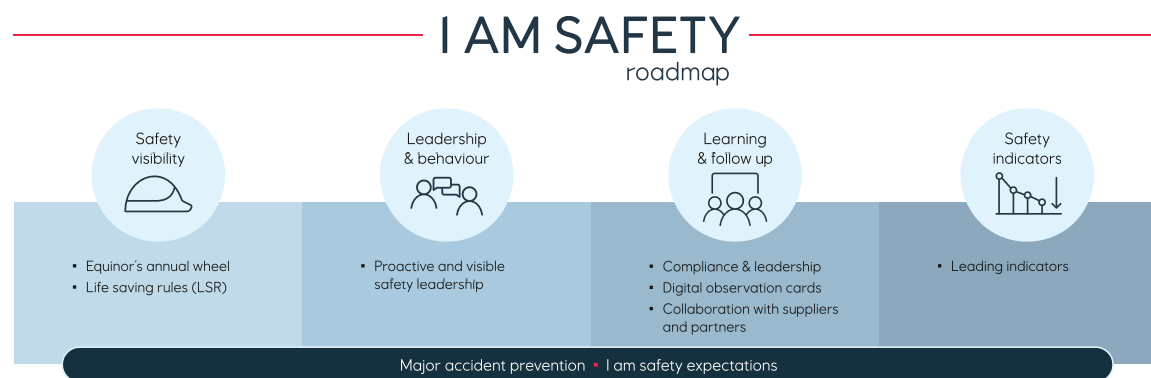 I AM SAFETY
roadmap
Safety
visibility
Leadership
& behaviour
Learning
& follow up
Safety
indicators
▪ Equinor´s annual wheel
▪ Life saving rules (LSR)
▪ Proactive and visible
safety leadership
▪ Compliance & leadership
▪ Digital observation cards
▪ Collaboration with suppliers
and partners
▪ Leading indicators
Major accident prevention ▪ I am safety expectations